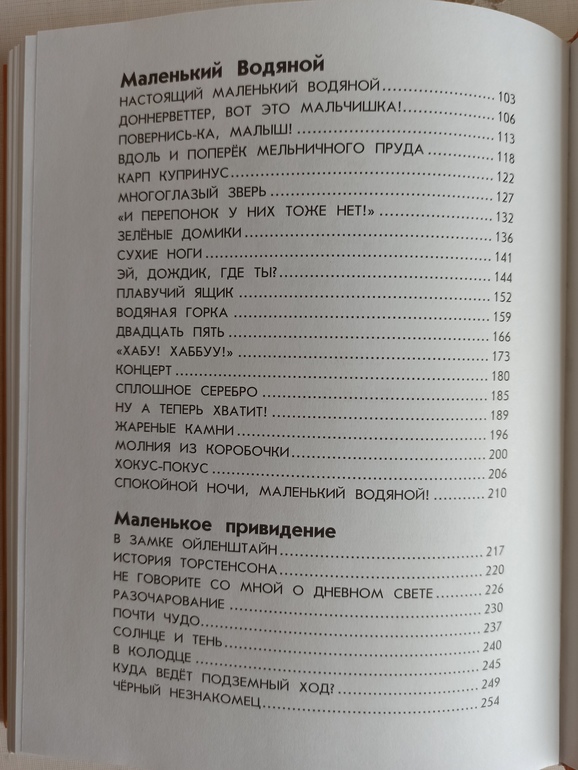 Маленький Водяной
НАСТОЯЩИЙ МАЛЕНЬКИЙ ВОДЯНОЙ........................103
ДОННЕРВЕТТЕР, ВОТ ЭТО МАЛЬЧИШКА!....................106
ПОВЕРНИСЬ-КА, МАЛЫШ!....................................113
ВДОЛЬ И ПОПЕРЁК МЕЛЬНИЧНОГО ПРУДА................118
КАРП КУПРИНУС............................................122
МНОГОГЛАЗЫЙ ЗВЕРЬ.......................................127
«И ПЕРЕПОНОК У НИХ ТОЖЕ НЕТ!»........................132
ЗЕЛЁНЫЕ ДОМИКИ..........................................136
СУХИЕ НОГИ................................................141
ЭЙ, ДОЖДИК, ГДЕ ТЫ?......................................144
ПЛАВУЧИЙ ЯЩИК...........................................152
ВОДЯНАЯ ГОРКА............................................159
ДВАДЦАТЬ ПЯТЬ............................................166
«ХАБУ! ХАББУУ!»...........................................173
КОНЦЕРТ...................................................180
СПЛОШНОЕ СЕРЕБРО........................................185
НУ А ТЕПЕРЬ ХВАТИТ!......................................189
ЖАРЕНЫЕ КАМНИ...........................................196
МОЛНИЯ ИЗ КОРОБОЧКИ....................................200
ХОКУС-ПОКУС..............................................206
СПОКОЙНОЙ НОЧИ, МАЛЕНЬКИЙ ВОДЯНОЙ!................210
Маленькое привидение
В ЗАМКЕ ОЙЛЕНШТАЙН.....................................217
ИСТОРИЯ ТОРСТЕНСОНА.....................................220
НЕ ГОВОРИТЕ СО МНОЙ О ДНЕВНОМ СВЕТЕ...............226
РАЗОЧАРОВАНИЕ............................................230
ПОЧТИ ЧУДО................................................237
СОЛНЦЕ И ТЕНЬ............................................240
В КОЛОДЦЕ.................................................245
КУДА ВЕДЁТ ПОДЗЕМНЫЙ ХОД?.............................249
ЧЁРНЫЙ НЕЗНАКОМЕЦ.......................................254